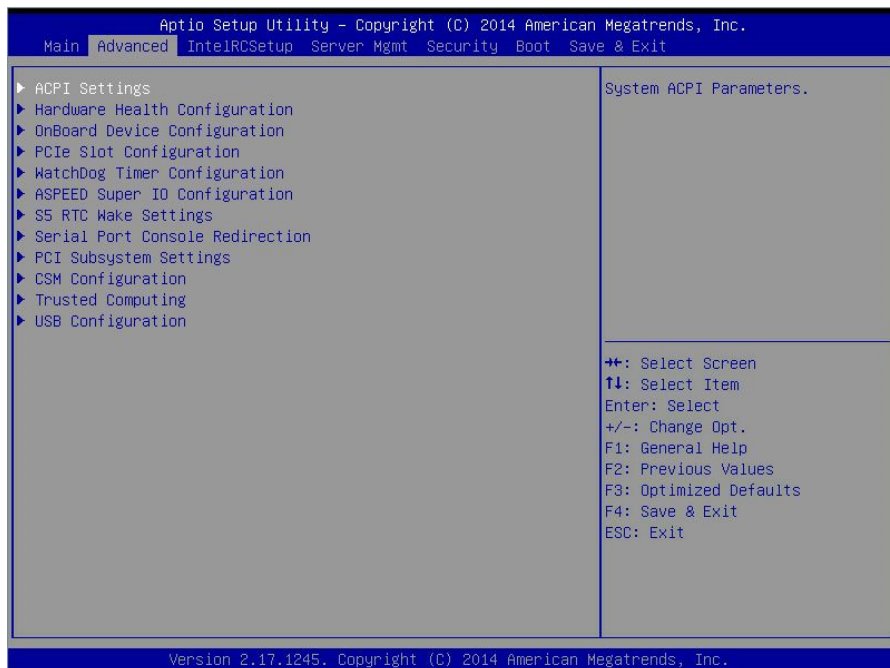 Aptio Setup Utility – Copyright (C) 2014 American Megatrends, Inc.
Main Advanced IntelRCSetup Server Mgmt Security Boot Save & Exit
ACPI Settings
Hardware Health Configuration
OnBoard Device Configuration
PCIe Slot Configuration
WatchDog Timer Configuration
ASPEED Super IO Configuration
S5 RTC Wake Settings
Serial Port Console Redirection
PCI Subsystem Settings
CSM Configuration
Trusted Computing
USB Configuration
System ACPI Parameters.
→←: Select Screen
↑↓: Select Item
Enter: Select
+/-: Change Opt.
F1: General Help
F2: Previous Values
F3: Optimized Defaults
F4: Save & Exit
ESC: Exit
Version 2.17.1245. Copyright (C) 2014 American Megatrends, Inc.